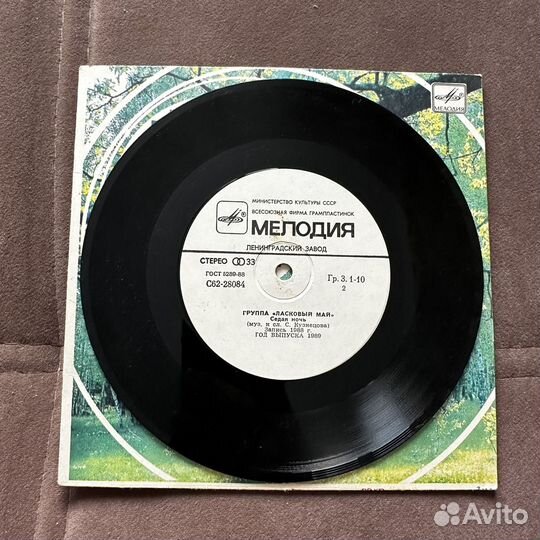 МЕЛОДИЯ
МИНИСТЕРСТВО КУЛЬТУРЫ СССР
ВСЕСОЮЗНАЯ ФИРМА ГРАМПЛАСТИНОК
МЕЛОДИЯ
ЛЕНИНГРАДСКИЙ ЗАВОД
СТЕРЕО 33
ГОСТ 5289-88
С62-28084
Гр. 3. 1-10
2
ГРУППА «ЛАСКОВЫЙ МАЙ»
Седая ночь
(муз. и сл. С. Кузнецова)
Запись 1988 г.
ГОД ВЫПУСКА 1989
Avito